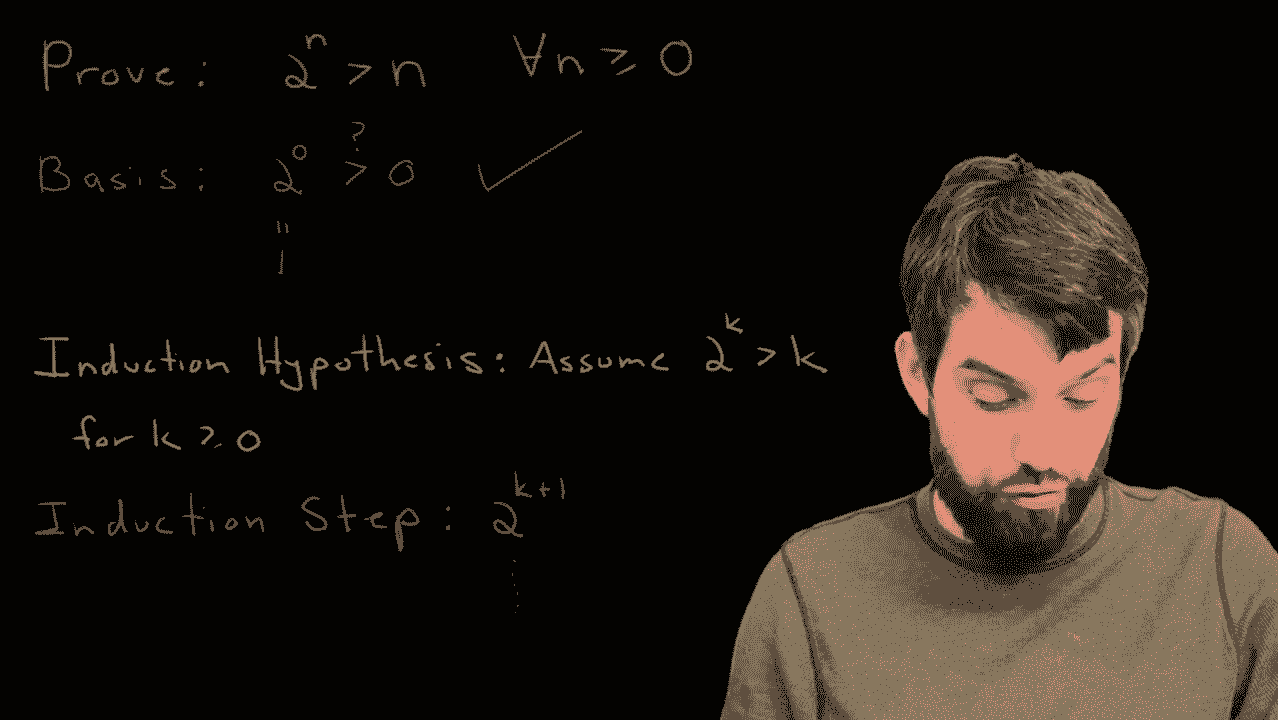 Prove: 2^n > n ∀n ≥ 0
Basis: 2^0 >^? 0 ✓
"
1
Induction Hypothesis: Assume 2^k > k
for k ≥ 0
Induction Step: 2^{k+1}